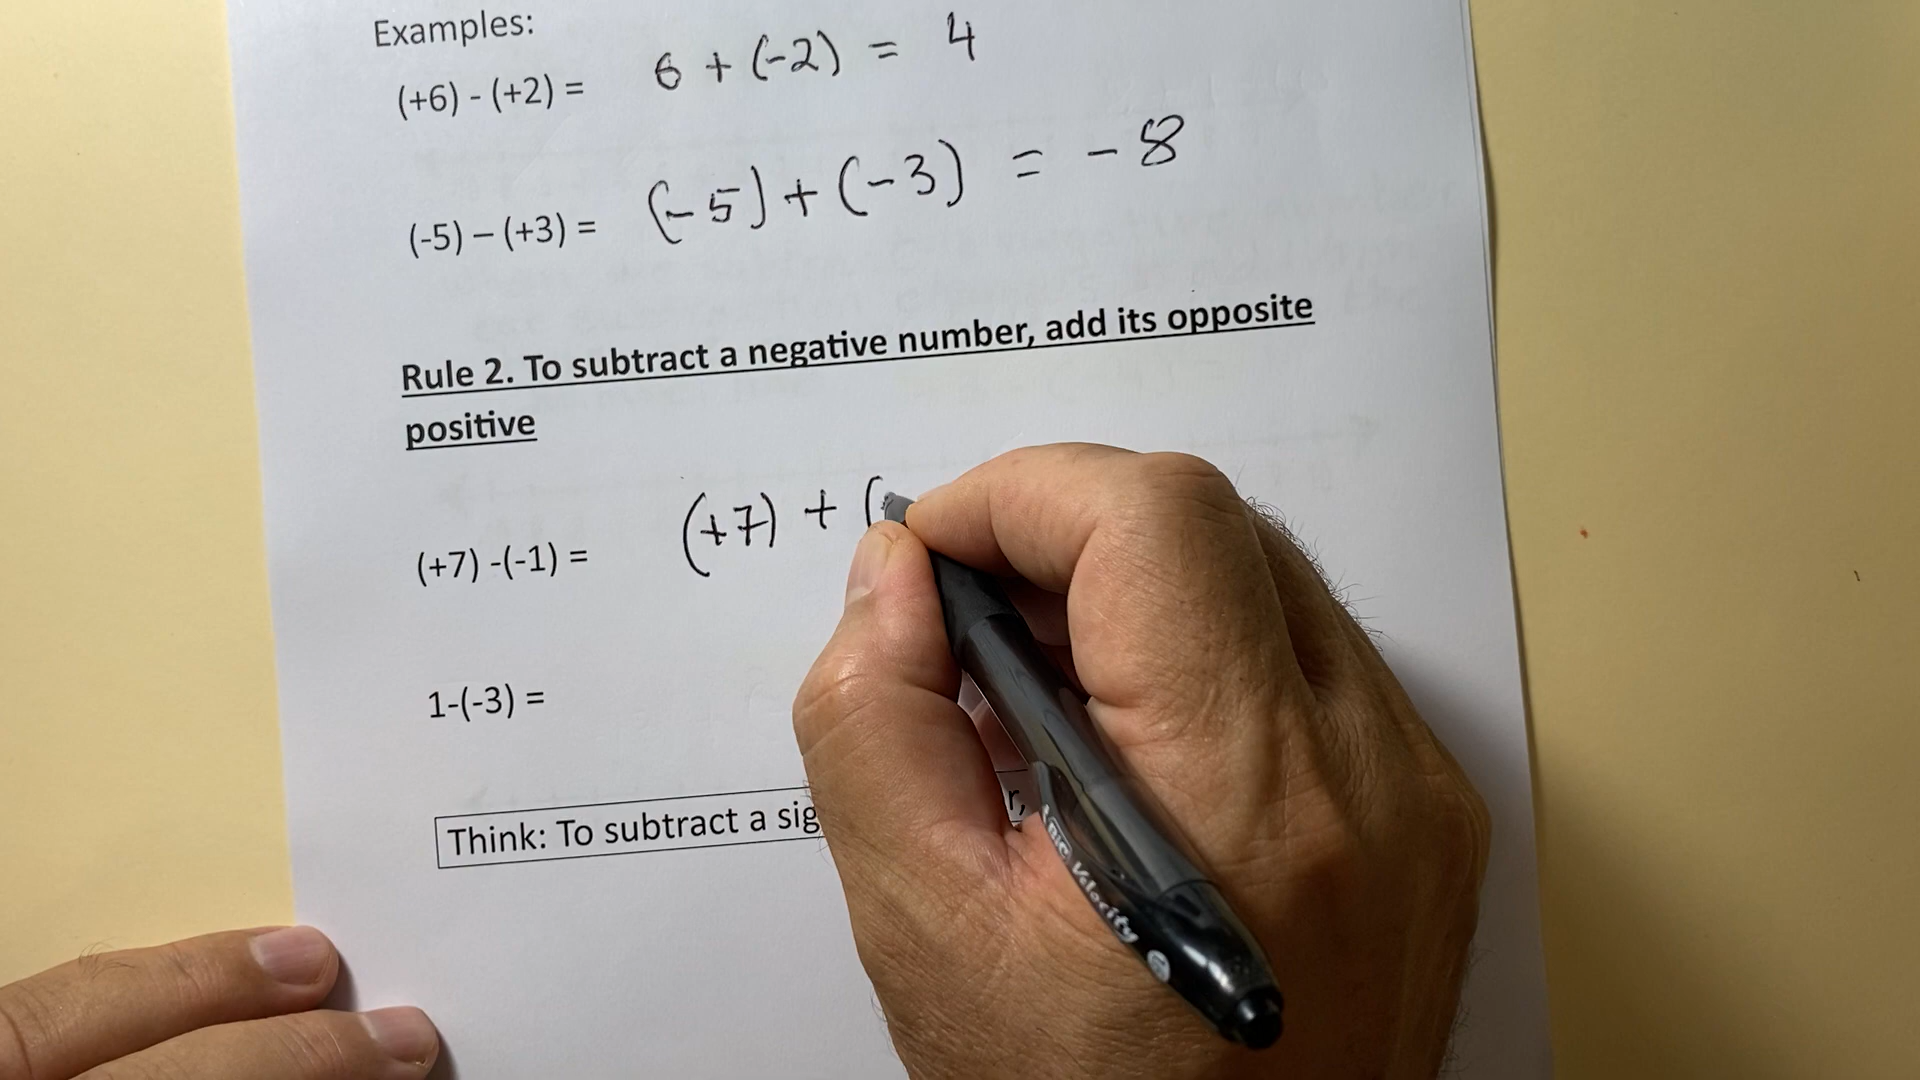 Examples:
(+6) - (+2) = 6 + (-2) = 4
(-5) – (+3) = (-5) + (-3) = -8
Rule 2. To subtract a negative number, add its opposite
positive
(+7) -(-1) = (+7) + (
1-(-3) =
Think: To subtract a sig r,
BIC Velocity